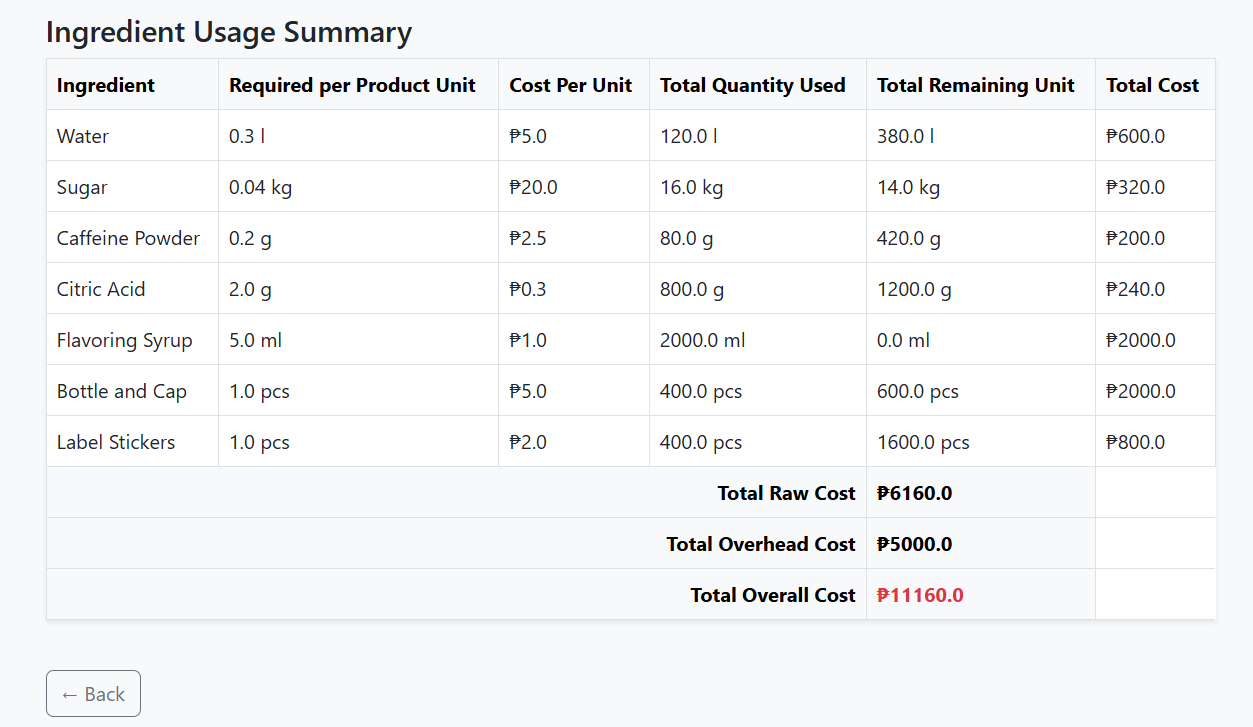 Ingredient Usage Summary
Ingredient Required per Product Unit Cost Per Unit Total Quantity Used Total Remaining Unit Total Cost
Water 0.3 l ₱5.0 120.0 l 380.0 l ₱600.0
Sugar 0.04 kg ₱20.0 16.0 kg 14.0 kg ₱320.0
Caffeine Powder 0.2 g ₱2.5 80.0 g 420.0 g ₱200.0
Citric Acid 2.0 g ₱0.3 800.0 g 1200.0 g ₱240.0
Flavoring Syrup 5.0 ml ₱1.0 2000.0 ml 0.0 ml ₱2000.0
Bottle and Cap 1.0 pcs ₱5.0 400.0 pcs 600.0 pcs ₱2000.0
Label Stickers 1.0 pcs ₱2.0 400.0 pcs 1600.0 pcs ₱800.0
Total Raw Cost ₱6160.0
Total Overhead Cost ₱5000.0
Total Overall Cost ₱11160.0
← Back